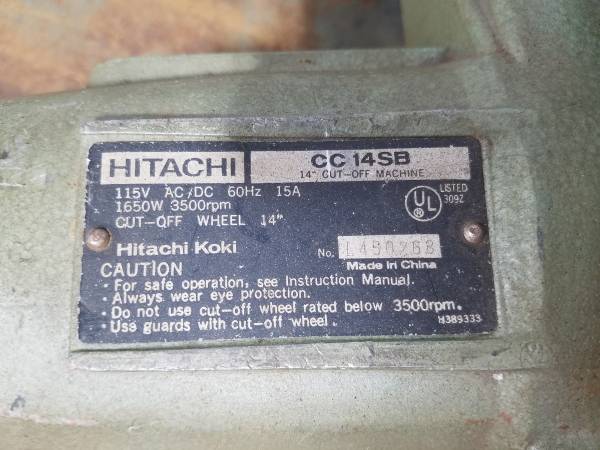 HITACHI
CC 14SB
14" CUT-OFF MACHINE
115V AC/DC 60Hz 15A
1650W 3500rpm
CUT-OFF WHEEL 14"
UL
®
LISTED
309Z
Hitachi Koki
No.
Made in China
CAUTION
· For safe operation, see Instruction Manual.
· Always wear eye protection.
· Do not use cut-off wheel rated below 3500rpm.
· Use guards with cut-off wheel.
H389333